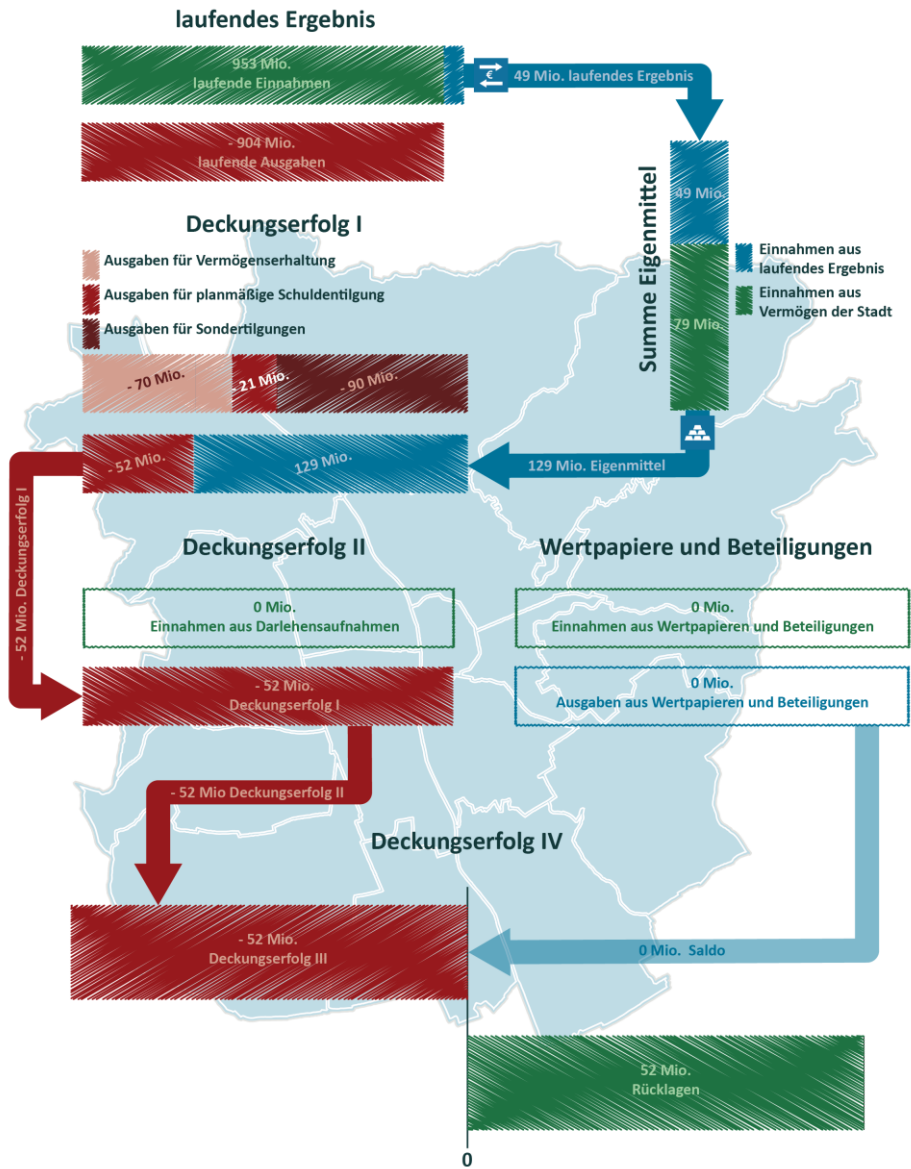 laufendes Ergebnis
953 Mio.
laufende Einnahmen
€
49 Mio. laufendes Ergebnis
- 904 Mio.
laufende Ausgaben
Summe Eigenmittel
49 Mio.
79 Mio.
Einnahmen aus
laufendes Ergebnis
Einnahmen aus
Vermögen der Stadt
Deckungserfolg I
Ausgaben für Vermögenserhaltung
Ausgaben für planmäßige Schuldentilgung
Ausgaben für Sondertilgungen
- 70 Mio.
- 21 Mio.
- 90 Mio.
- 52 Mio.
129 Mio.
129 Mio. Eigenmittel
- 52 Mio. Deckungserfolg I
Deckungserfolg II
0 Mio.
Einnahmen aus Darlehensaufnahmen
- 52 Mio.
Deckungserfolg I
Wertpapiere und Beteiligungen
0 Mio.
Einnahmen aus Wertpapieren und Beteiligungen
0 Mio.
Ausgaben aus Wertpapieren und Beteiligungen
- 52 Mio Deckungserfolg II
Deckungserfolg IV
- 52 Mio.
Deckungserfolg III
0 Mio. Saldo
52 Mio.
Rücklagen
0